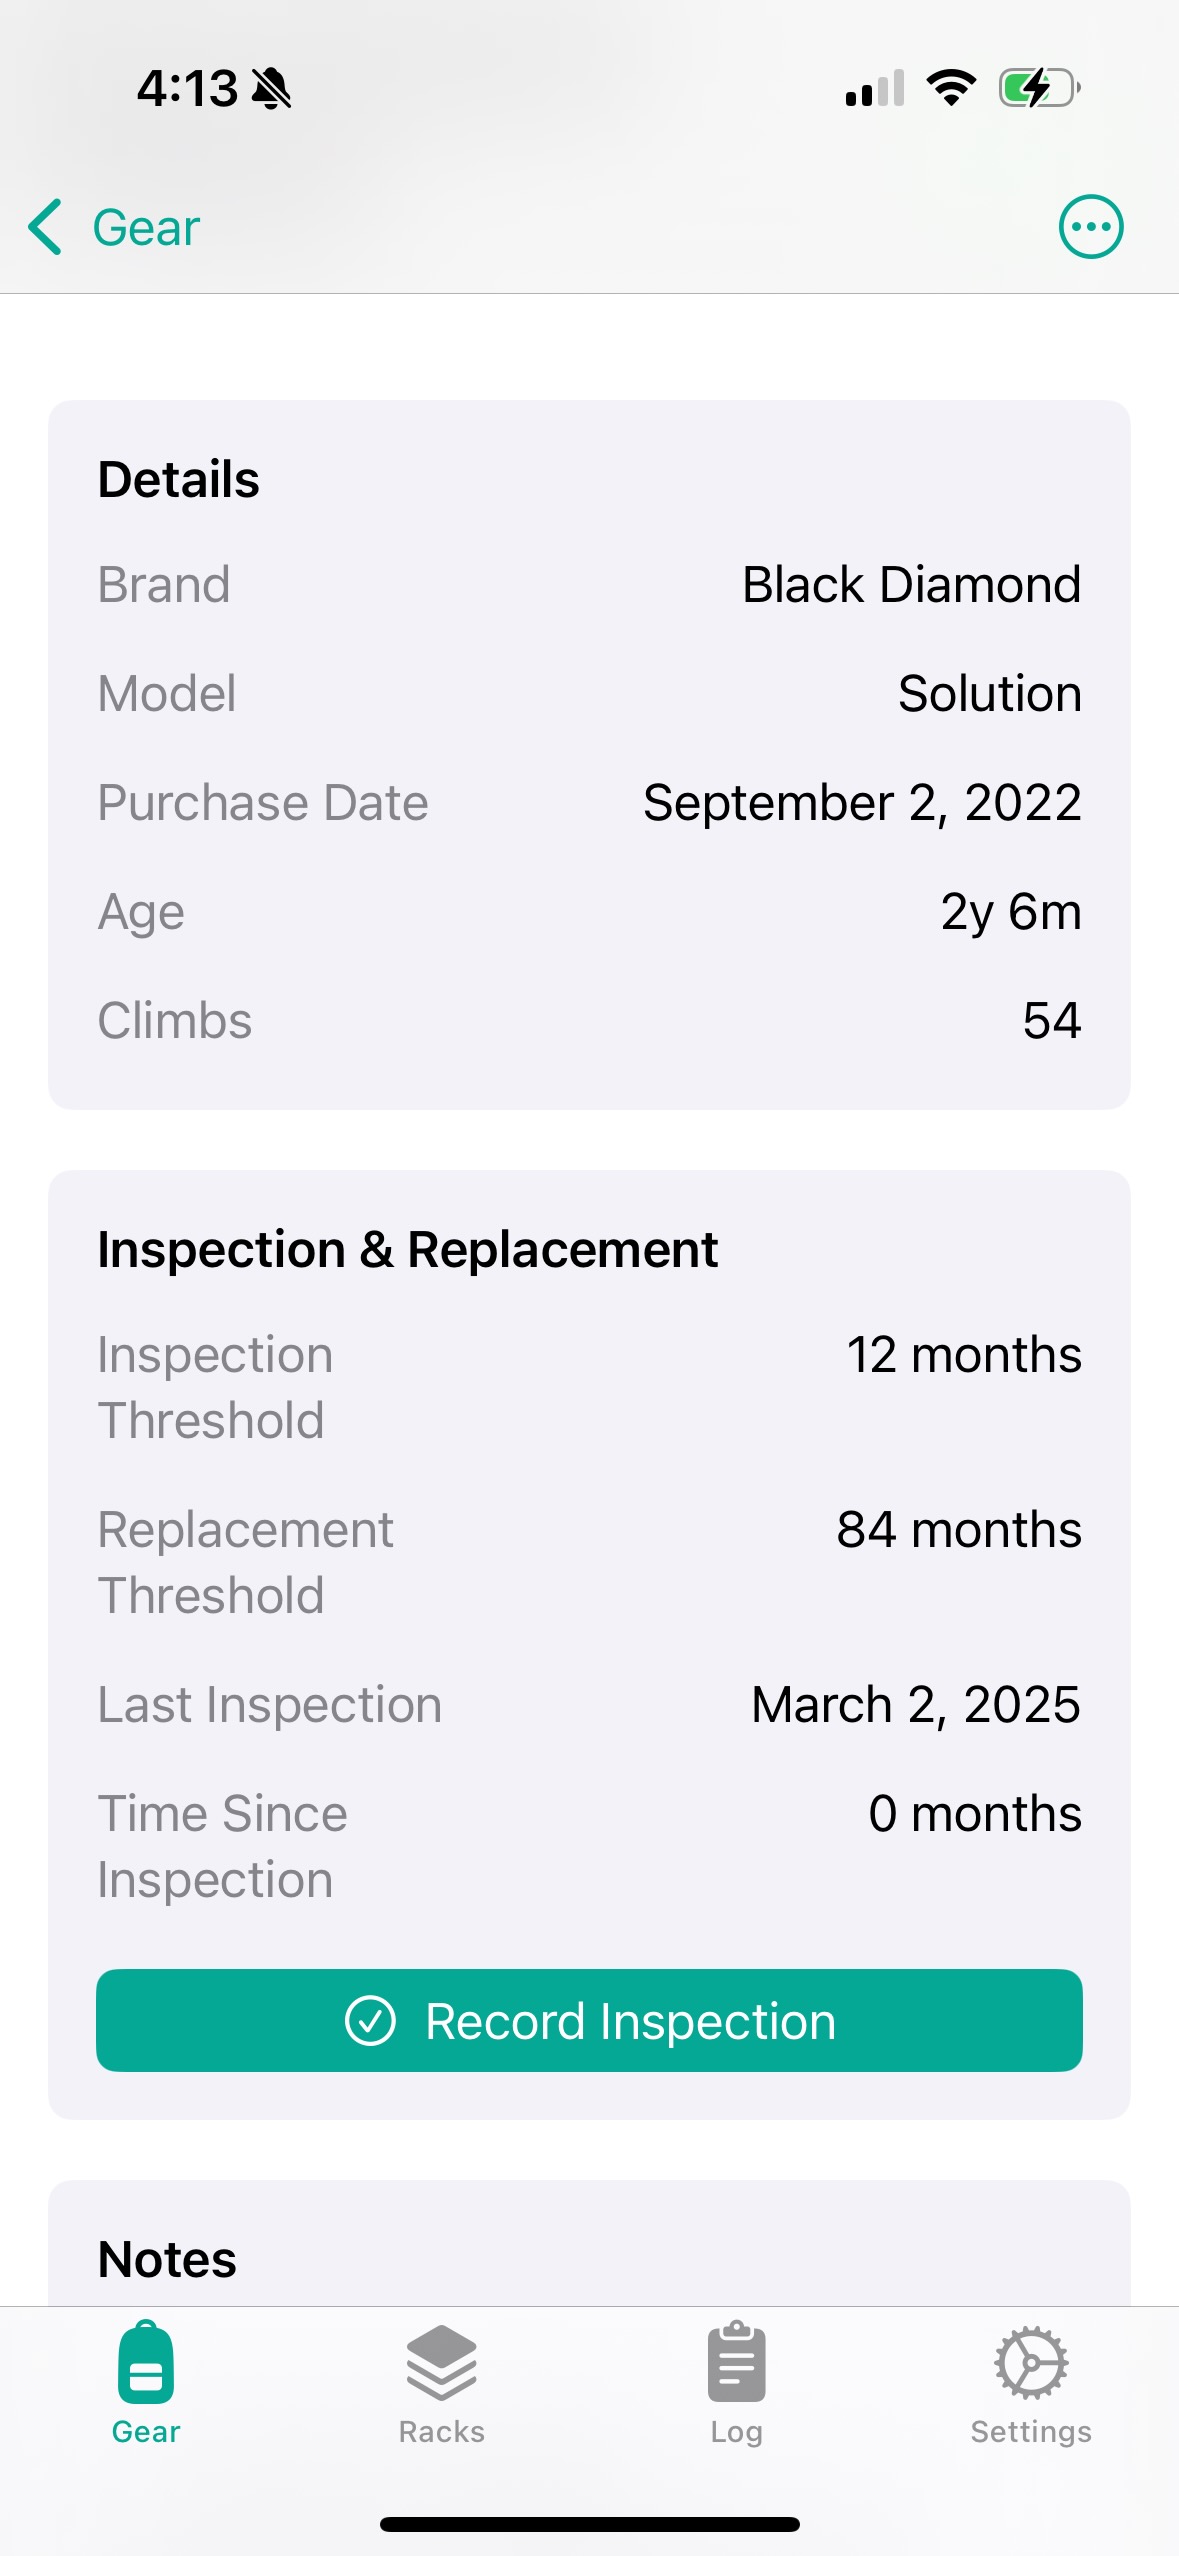 4:13
Gear
Details
Brand Black Diamond
Model Solution
Purchase Date September 2, 2022
Age 2y 6m
Climbs 54
Inspection & Replacement
Inspection 12 months
Threshold
Replacement 84 months
Threshold
Last Inspection March 2, 2025
Time Since 0 months
Inspection
Record Inspection
Notes
Gear Racks Log Settings